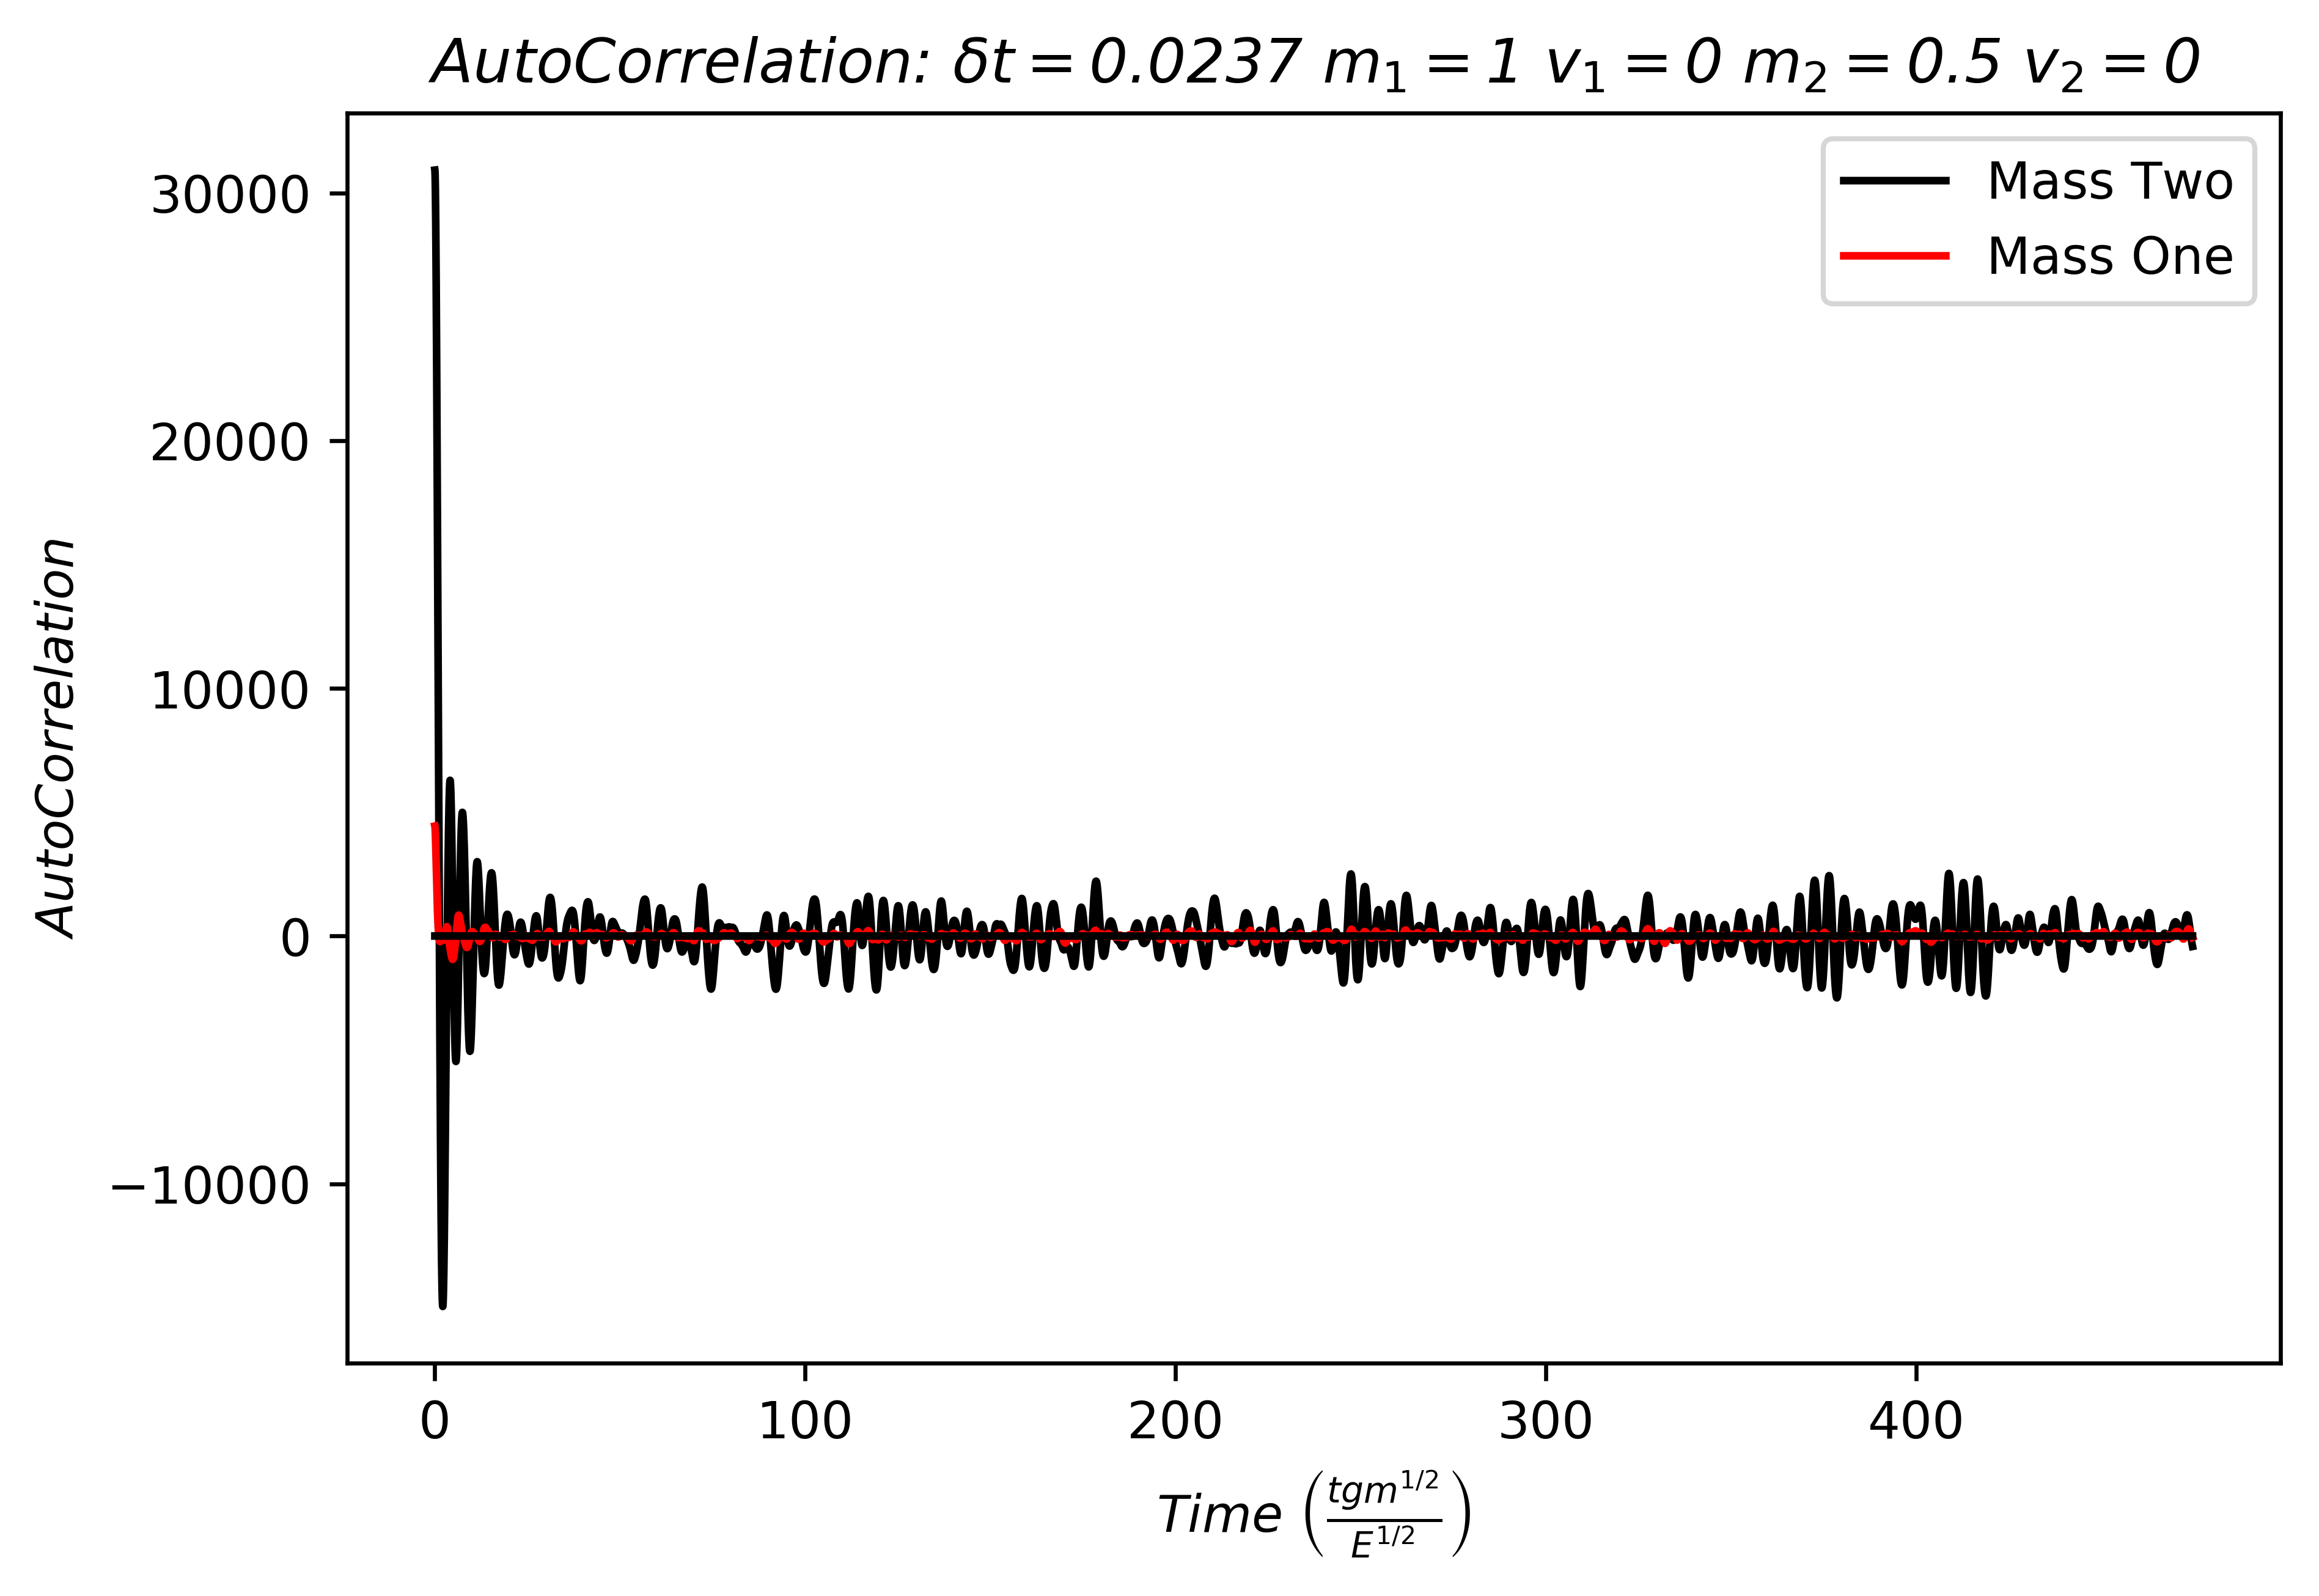 AutoCorrelation: δt = 0.0237 m₁ = 1 v₁ = 0 m₂ = 0.5 v₂ = 0
Mass Two
Mass One
AutoCorrelation
30000
20000
10000
0
−10000
0 100 200 300 400
Time (tgm^1/2 / E^1/2)